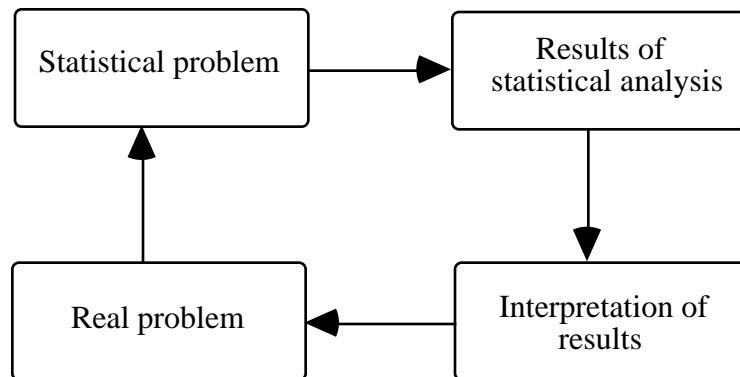 Statistical problem
Results of
statistical analysis
Real problem
Interpretation of
results